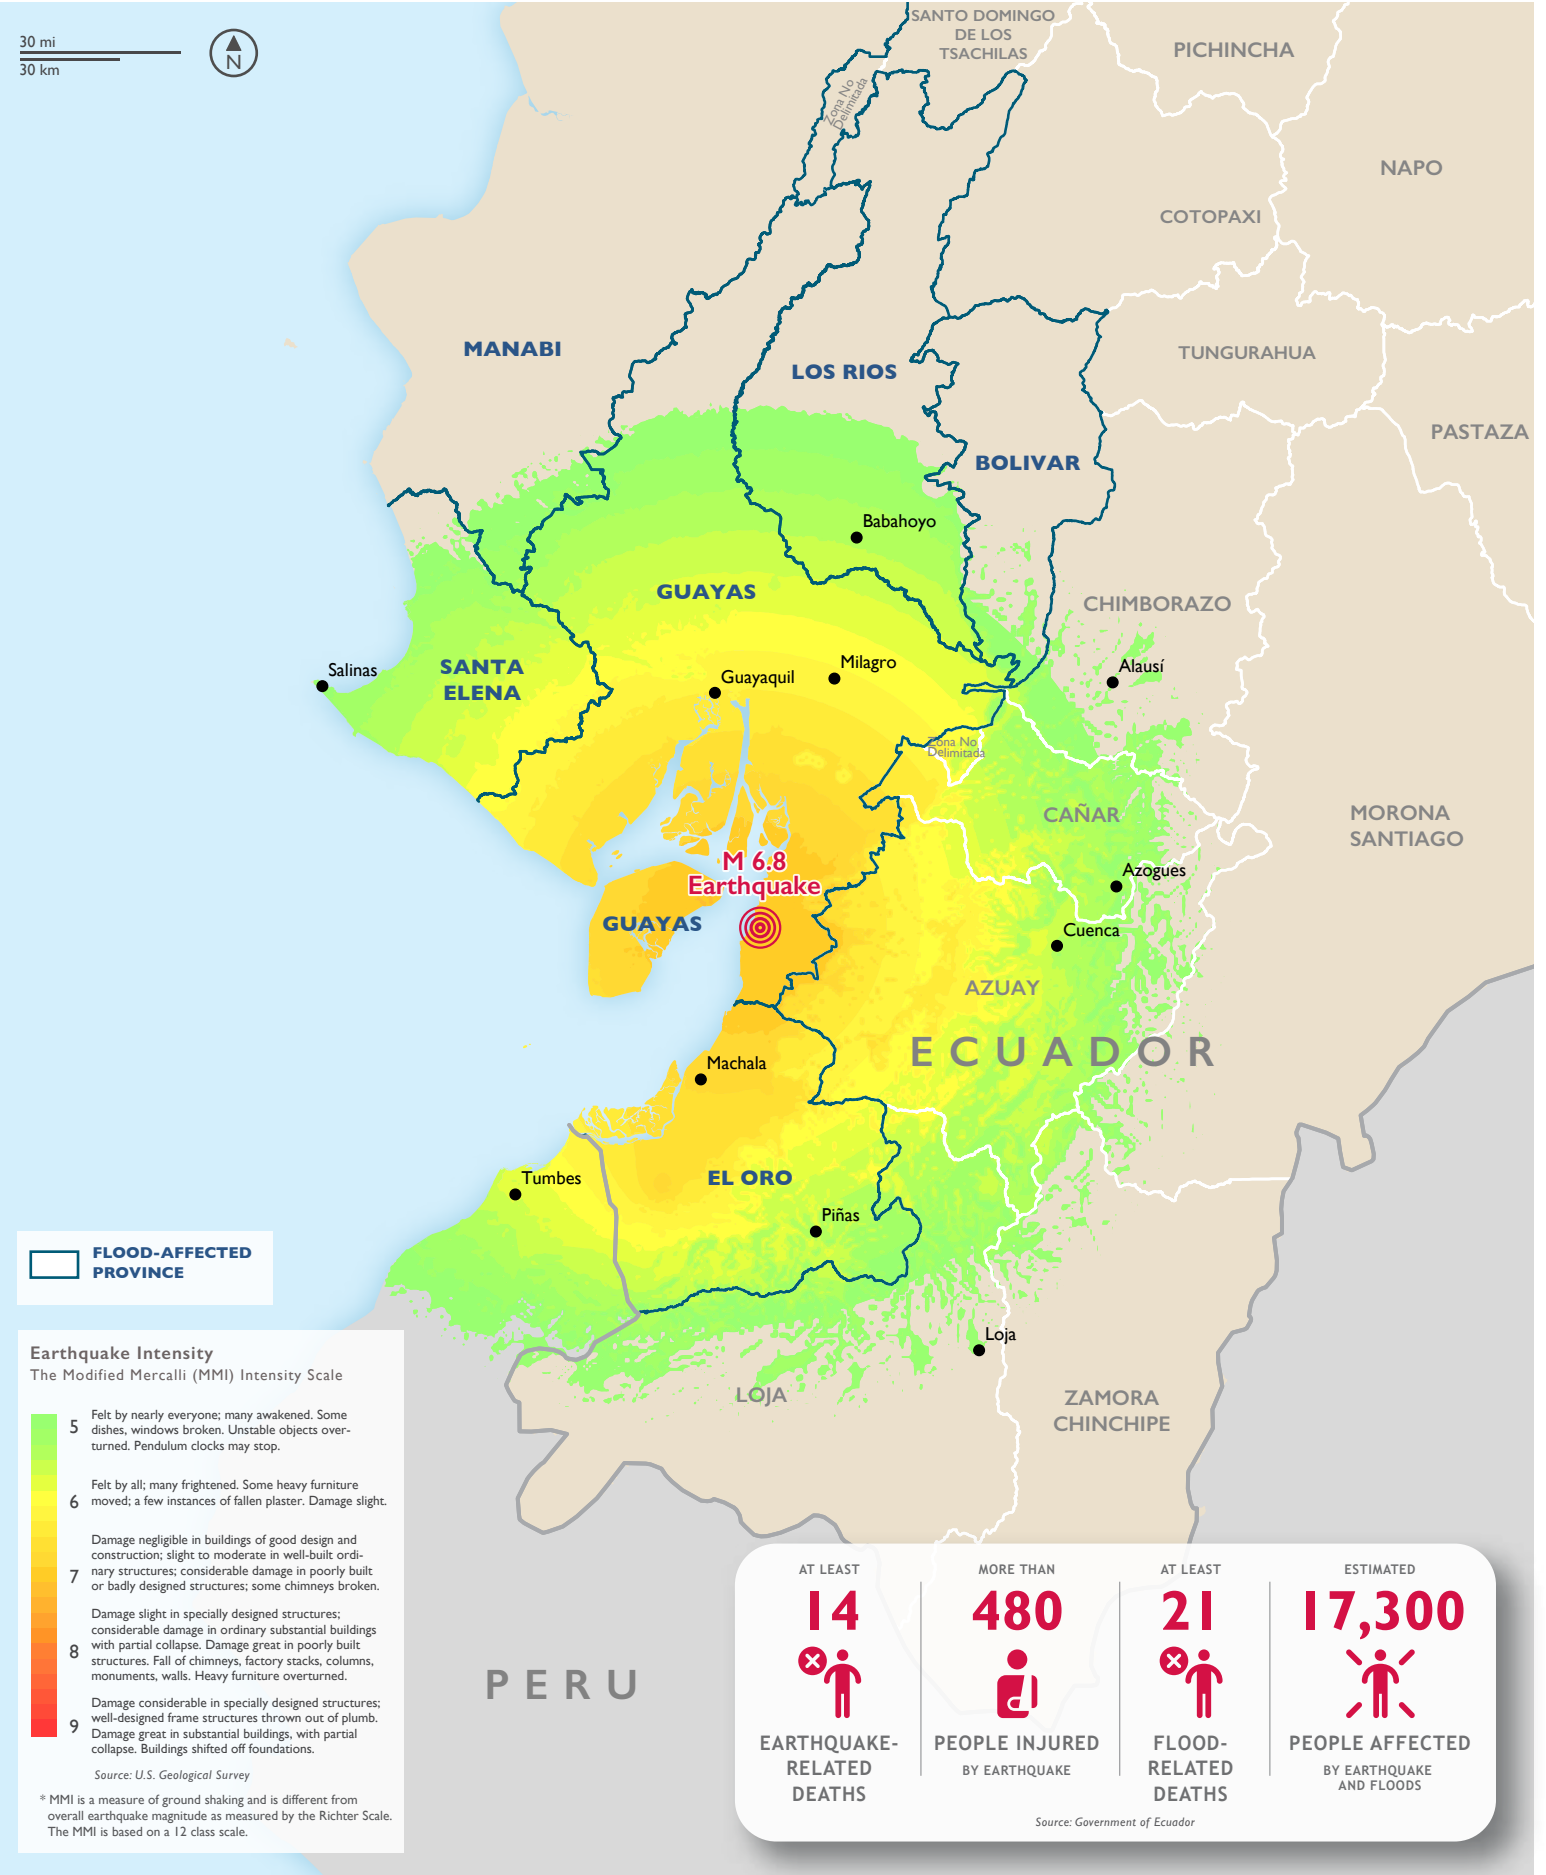 30 mi
30 km
N
SANTO DOMINGO
DE LOS
TSACHILAS
PICHINCHA
Zona No
Delimitada
NAPO
COTOPAXI
MANABI
LOS RIOS
TUNGURAHUA
PASTAZA
BOLIVAR
Babahoyo
GUAYAS
CHIMBORAZO
Salinas
SANTA
ELENA
Guayaquil
Milagro
Alausí
Zona No
Delimitada
CAÑAR
MORONA
SANTIAGO
M 6.8
Earthquake
Azogues
GUAYAS
Cuenca
AZUAY
ECUADOR
Machala
EL ORO
Tumbes
Piñas
Loja
LOJA
ZAMORA
CHINCHIPE
PERU
FLOOD-AFFECTED
PROVINCE
Earthquake Intensity
The Modified Mercalli (MMI) Intensity Scale
5
Felt by nearly everyone; many awakened. Some
dishes, windows broken. Unstable objects over-
turned. Pendulum clocks may stop.
6
Felt by all; many frightened. Some heavy furniture
moved; a few instances of fallen plaster. Damage slight.
7
Damage negligible in buildings of good design and
construction; slight to moderate in well-built ordi-
nary structures; considerable damage in poorly built
or badly designed structures; some chimneys broken.
8
Damage slight in specially designed structures;
considerable damage in ordinary substantial buildings
with partial collapse. Damage great in poorly built
structures. Fall of chimneys, factory stacks, columns,
monuments, walls. Heavy furniture overturned.
9
Damage considerable in specially designed structures;
well-designed frame structures thrown out of plumb.
Damage great in substantial buildings, with partial
collapse. Buildings shifted off foundations.
Source: U.S. Geological Survey
* MMI is a measure of ground shaking and is different from
overall earthquake magnitude as measured by the Richter Scale.
The MMI is based on a 12 class scale.
AT LEAST
14
EARTHQUAKE-
RELATED
DEATHS
MORE THAN
480
PEOPLE INJURED
BY EARTHQUAKE
AT LEAST
21
FLOOD-
RELATED
DEATHS
ESTIMATED
17,300
PEOPLE AFFECTED
BY EARTHQUAKE
AND FLOODS
Source: Government of Ecuador